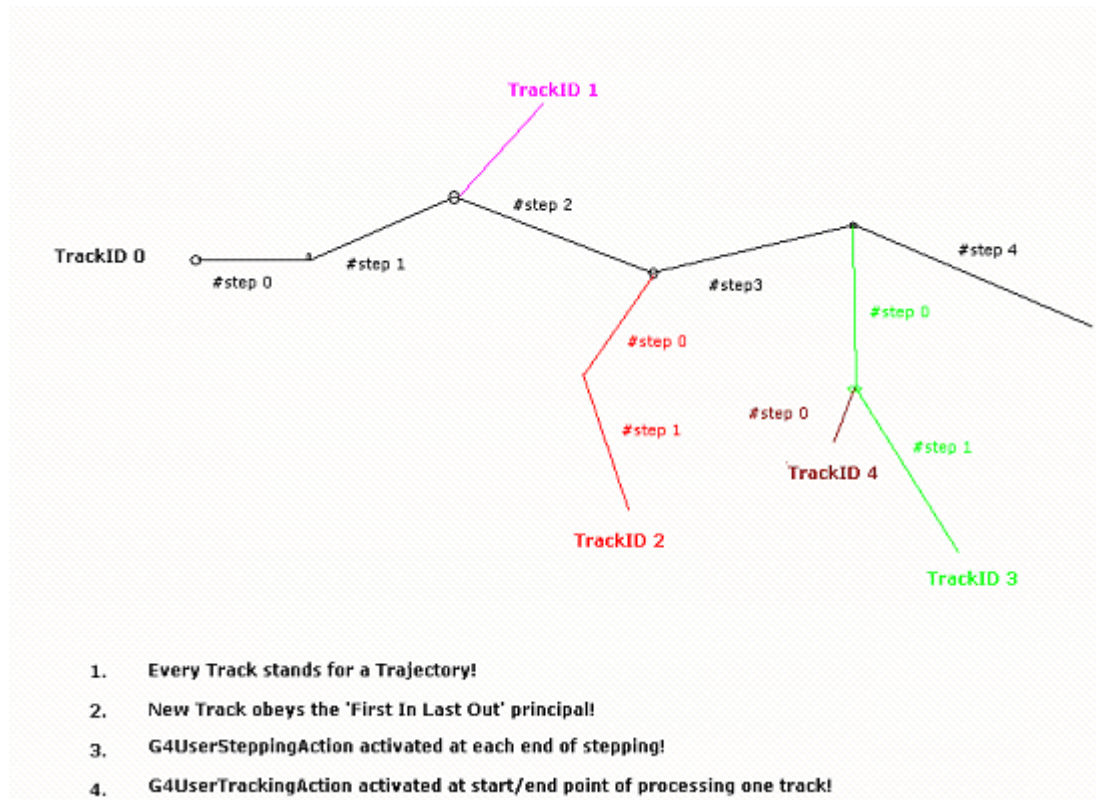 TrackID 1
#step 2
TrackID 0
#step 0
#step 1
#step3
#step 4
#step 0
#step 0
#step 0
#step 1
#step 1
TrackID 4
TrackID 2
TrackID 3
1. Every Track stands for a Trajectory!
2. New Track obeys the 'First In Last Out' principal!
3. G4UserSteppingAction activated at each end of stepping!
4. G4UserTrackingAction activated at start/end point of processing one track!